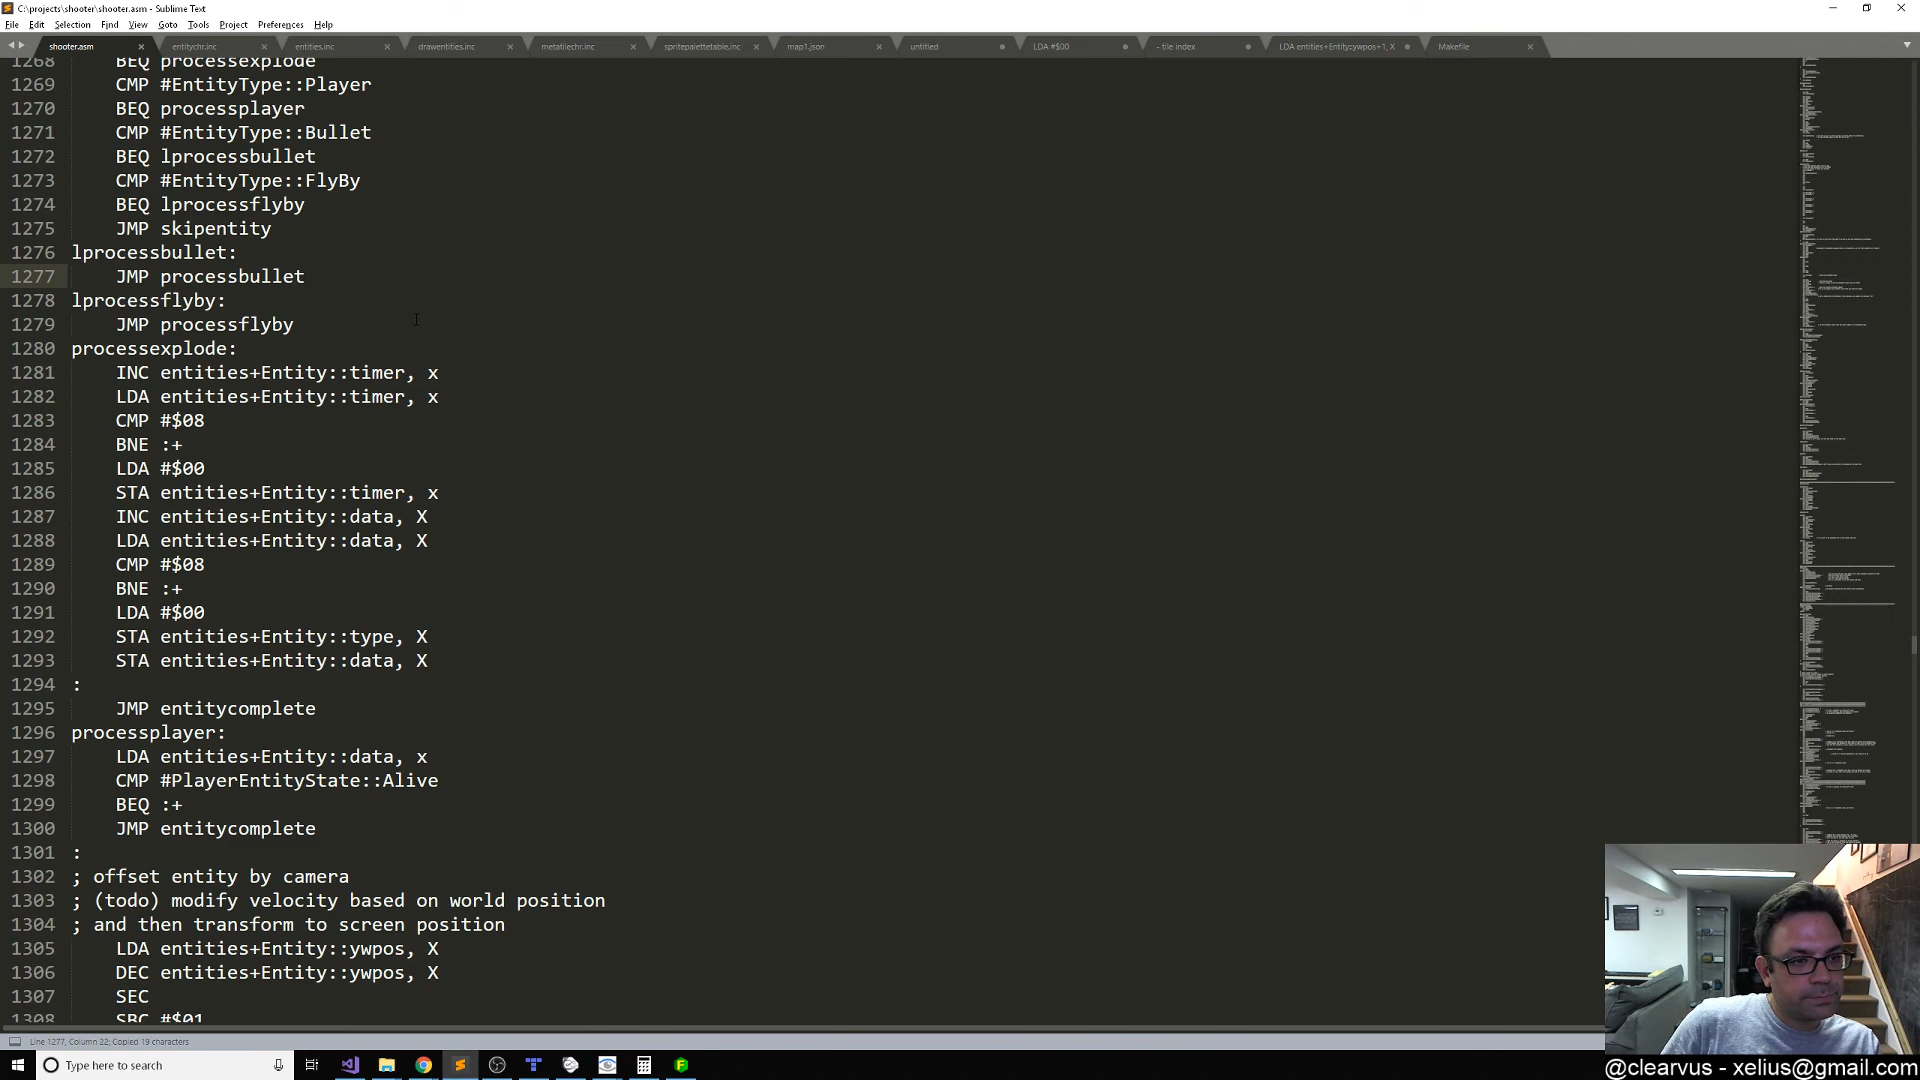 C:\projects\shooter\shooter.asm - Sublime Text
File Edit Selection Find View Goto Tools Project Preferences Help
shooter.asm entitychr.inc entities.inc drawentities.inc metatilechr.inc spritepalettetable.inc map1.json untitled LDA #$00 - tile index LDA entities+Entity::ywpos+1, X Makefile
1268 BEQ processexplode
1269 CMP #EntityType::Player
1270 BEQ processplayer
1271 CMP #EntityType::Bullet
1272 BEQ lprocessbullet
1273 CMP #EntityType::FlyBy
1274 BEQ lprocessflyby
1275 JMP skipentity
1276 lprocessbullet:
1277 JMP processbullet
1278 lprocessflyby:
1279 JMP processflyby
1280 processexplode:
1281 INC entities+Entity::timer, x
1282 LDA entities+Entity::timer, x
1283 CMP #$08
1284 BNE :+
1285 LDA #$00
1286 STA entities+Entity::timer, x
1287 INC entities+Entity::data, X
1288 LDA entities+Entity::data, X
1289 CMP #$08
1290 BNE :+
1291 LDA #$00
1292 STA entities+Entity::type, X
1293 STA entities+Entity::data, X
1294 :
1295 JMP entitycomplete
1296 processplayer:
1297 LDA entities+Entity::data, x
1298 CMP #PlayerEntityState::Alive
1299 BEQ :+
1300 JMP entitycomplete
1301 :
1302 ; offset entity by camera
1303 ; (todo) modify velocity based on world position
1304 ; and then transform to screen position
1305 LDA entities+Entity::ywpos, X
1306 DEC entities+Entity::ywpos, X
1307 SEC
1308 SBC #$01
Line 1277, Column 22; Copied 19 characters
Type here to search
@clearvus - xelius@gmail.com